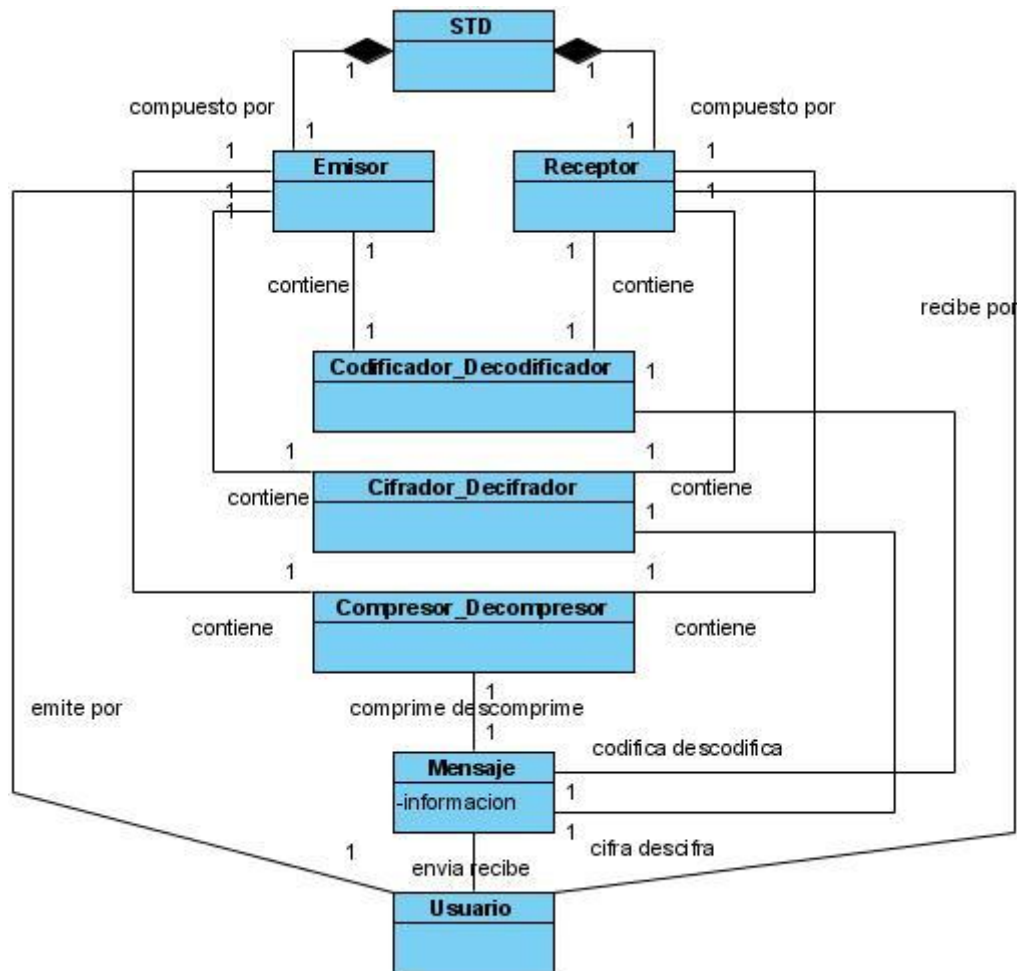 STD
1 1
compuesto por compuesto por
1 1
1 1
Emisor Receptor
1 1
1
1 1
contiene contiene
recibe por
1 1
Codificador_Decodificador
1
1 1
Cifrador_Decifrador
contiene contiene
1
1 1
Compresor_Decompresor
contiene contiene
1
emite por comprime descomprime
1
codifica descodifica
Mensaje
1
-informacion
1
cifra descifra
1
envia recibe
Usuario